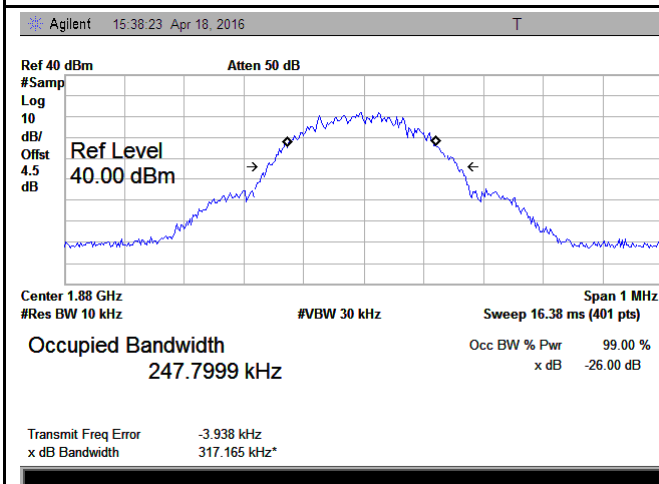 Agilent 15:38:23 Apr 18, 2016 T
Ref 40 dBm Atten 50 dB
#Samp
Log
10
dB/
Offst
4.5
dB
Ref Level
40.00 dBm
Center 1.88 GHz Span 1 MHz
#Res BW 10 kHz #VBW 30 kHz Sweep 16.38 ms (401 pts)
Occupied Bandwidth Occ BW % Pwr 99.00 %
247.7999 kHz x dB -26.00 dB
Transmit Freq Error -3.938 kHz
x dB Bandwidth 317.165 kHz*